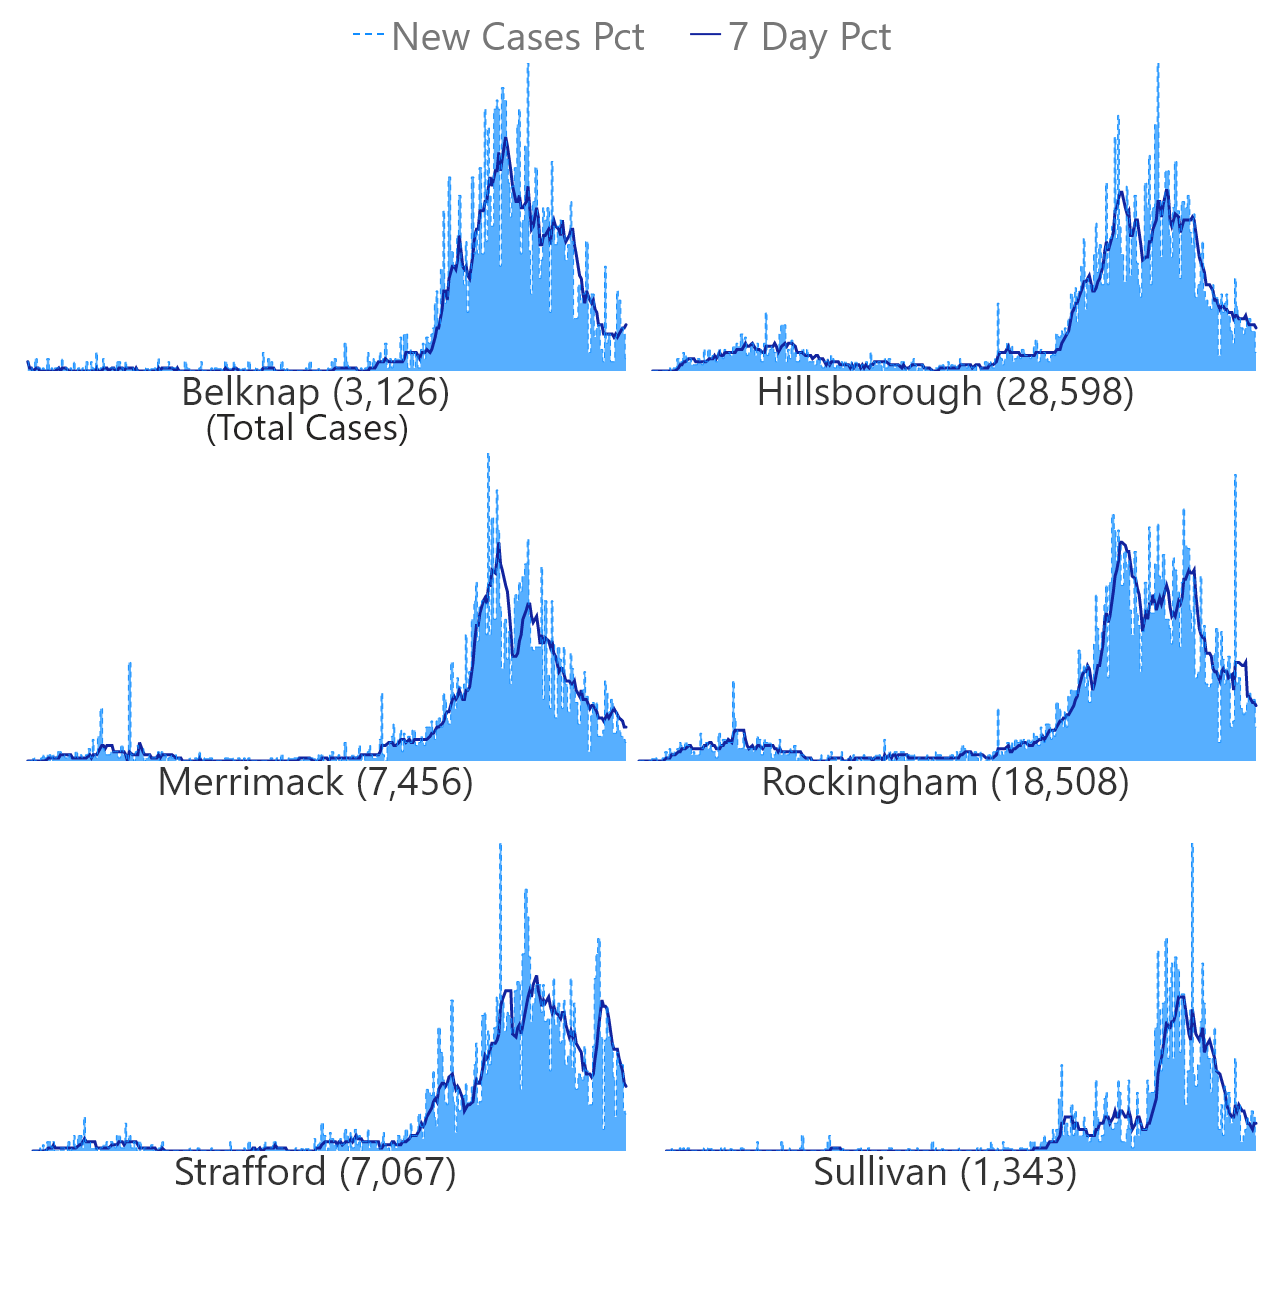 New Cases Pct 7 Day Pct
Belknap (3,126)
(Total Cases)
Hillsborough (28,598)
Merrimack (7,456)
Rockingham (18,508)
Strafford (7,067)
Sullivan (1,343)